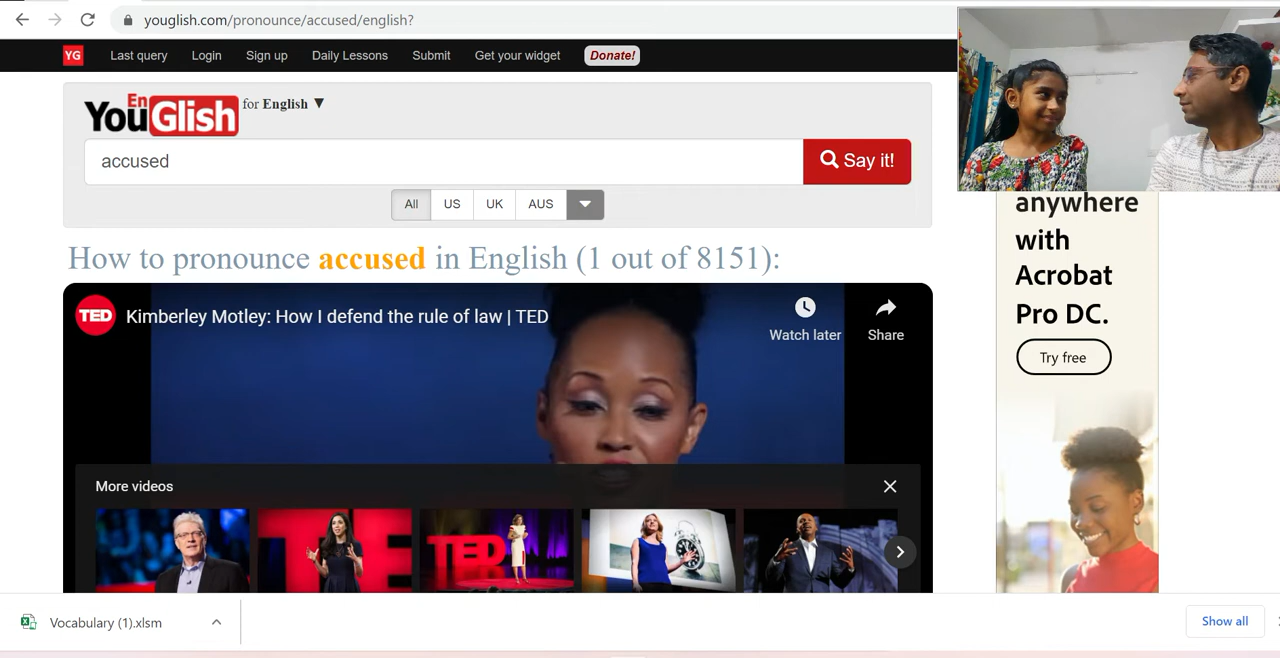 youglish.com/pronounce/accused/english?
YG Last query Login Sign up Daily Lessons Submit Get your widget Donate!
YouGlish En for English ▼
accused Say it!
All US UK AUS
How to pronounce accused in English (1 out of 8151):
TED Kimberley Motley: How I defend the rule of law | TED
Watch later Share
More videos
TED
anywhere
with
Acrobat
Pro DC.
Try free
Vocabulary (1).xlsm
Show all